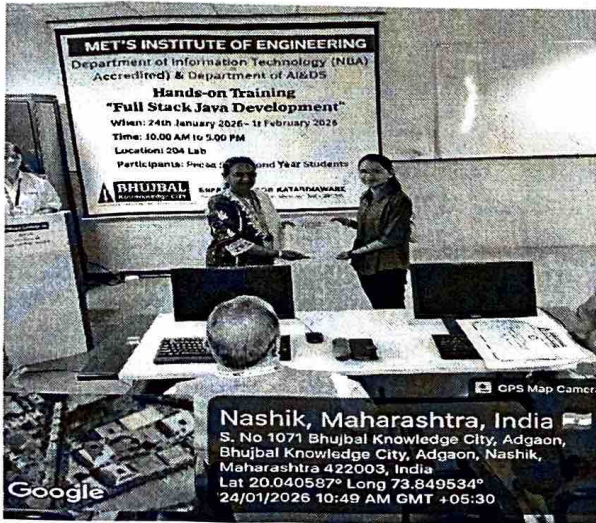 MET'S INSTITUTE OF ENGINEERING
Department of Information Technology (NBA)
Accredited) & Department of AI&DS
Hands-on Training
"Full Stack Java Development"
When: 24th January 2026- 1st February 2026
Time: 10.00 AM to 5.00 PM
Location: 204 Lab
Participants: Second Year Students
BHUJBAL
Knowledge City
GPS Map Camera
Nashik, Maharashtra, India
S. No 1071 Bhujbal Knowledge City, Adgaon,
Bhujbal Knowledge City, Adgaon, Nashik,
Maharashtra 422003, India
Lat 20.040587° Long 73.849534°
24/01/2026 10:49 AM GMT +05:30
Google